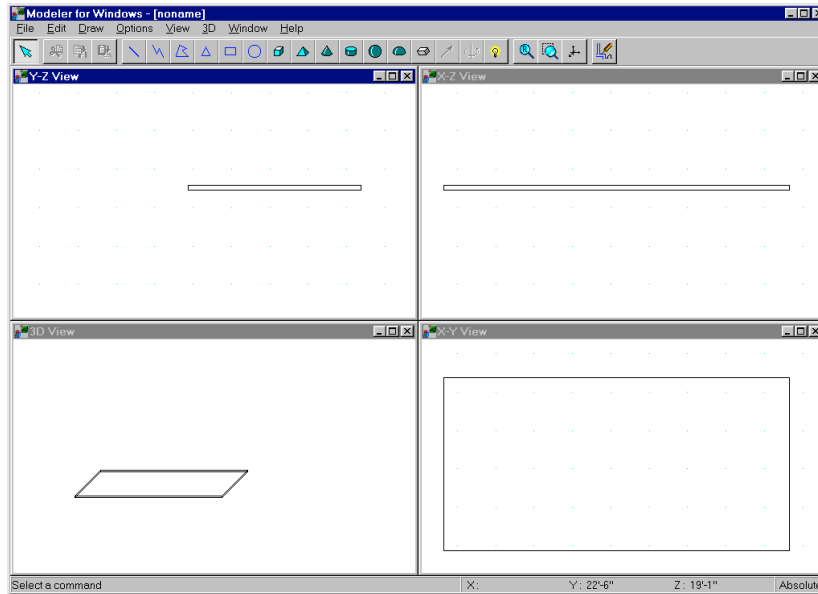 Modeler for Windows - [noname]
File Edit Draw Options View 3D Window Help
Y-Z View
X-Z View
3D View
X-Y View
Select a command X: Y: 22'-6" Z: 19'-1" Absolute